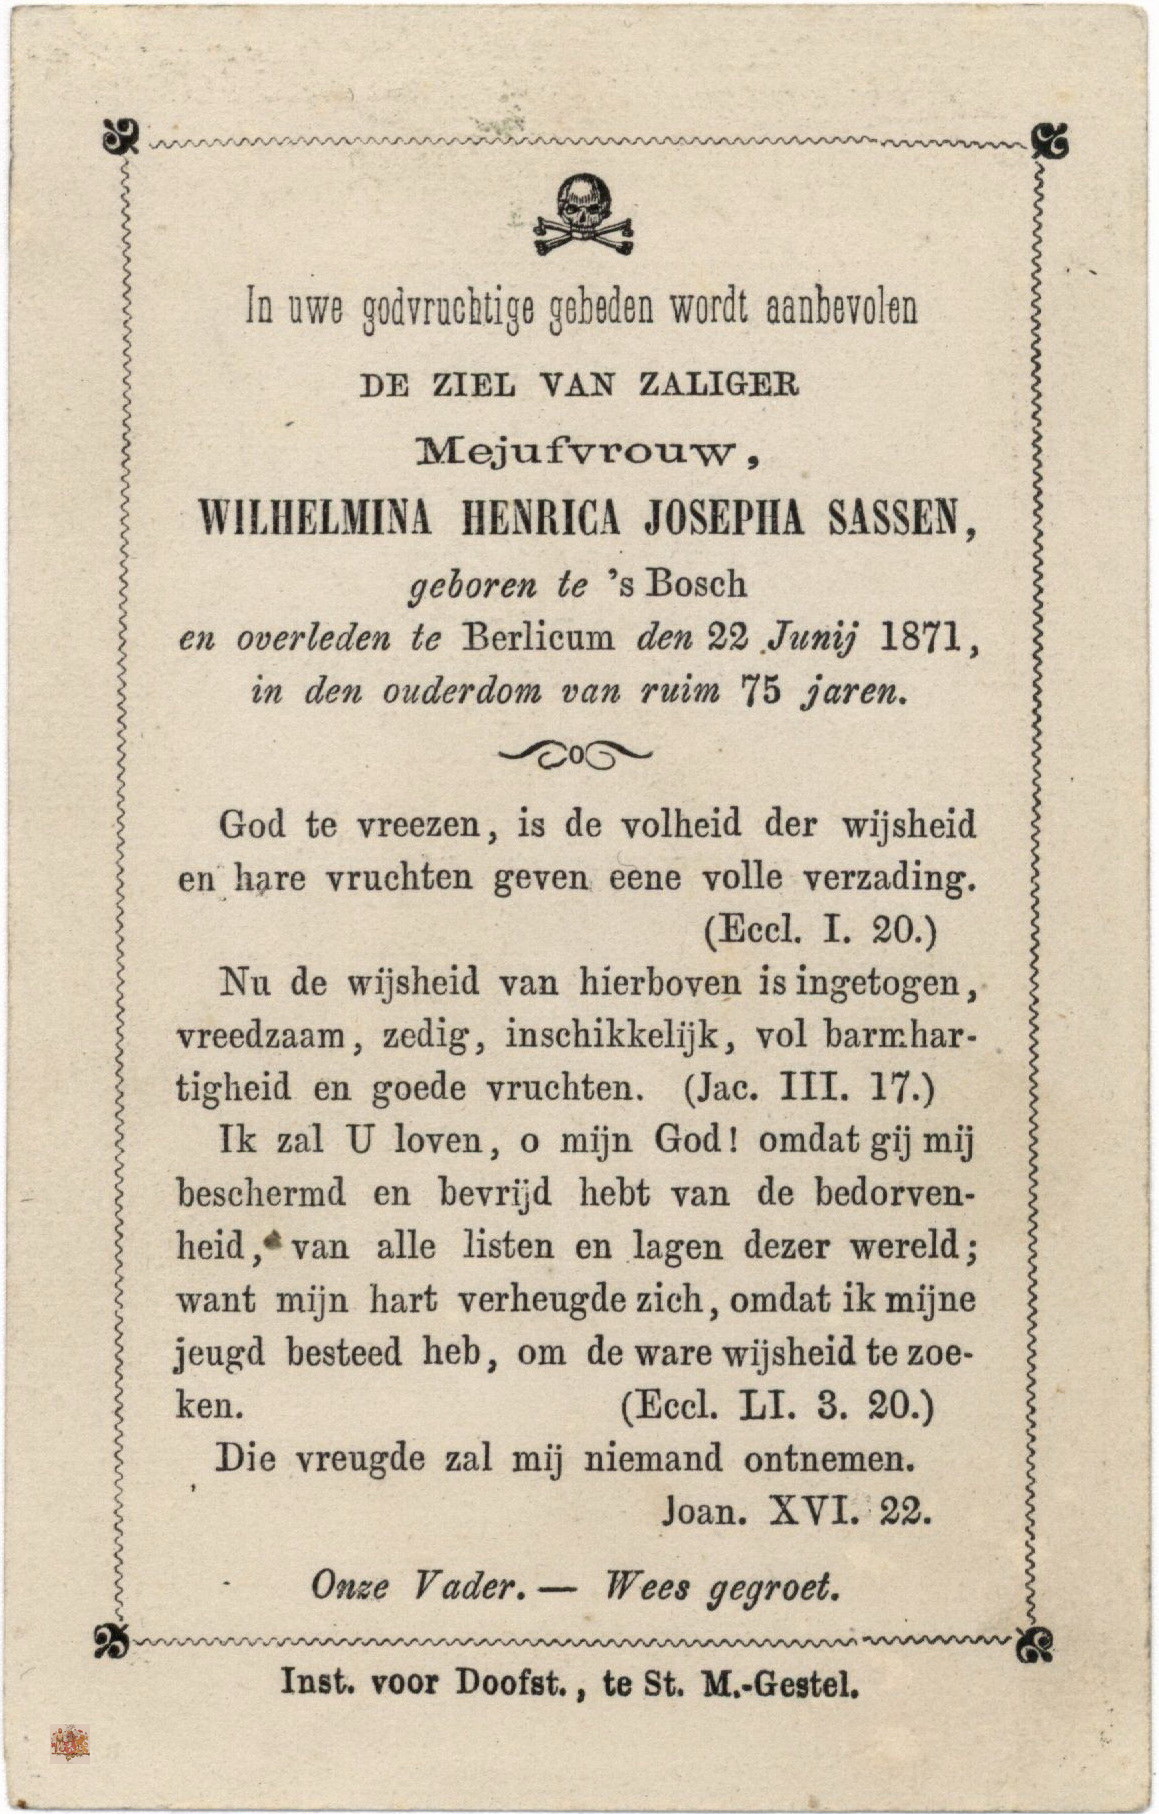 In uwe godvruchtige gebeden wordt aanbevolen
DE ZIEL VAN ZALIGER
Mejufvrouw,
WILHELMINA HENRICA JOSEPHA SASSEN,
geboren te 's Bosch
en overleden te Berlicum den 22 Junij 1871,
in den ouderdom van ruim 75 jaren.
God te vreezen, is de volheid der wijsheid
en hare vruchten geven eene volle verzading.
(Eccl. I. 20.)
Nu de wijsheid van hierboven is ingetogen,
vreedzaam, zedig, inschikkelijk, vol barmhar-
tigheid en goede vruchten. (Jac. III. 17.)
Ik zal U loven, o mijn God! omdat gij mij
beschermd en bevrijd hebt van de bedorven-
heid, van alle listen en lagen dezer wereld;
want mijn hart verheugde zich, omdat ik mijne
jeugd besteed heb, om de ware wijsheid te zoe-
ken. (Eccl. LI. 3. 20.)
Die vreugde zal mij niemand ontnemen.
Joan. XVI. 22.
Onze Vader. — Wees gegroet.
Inst. voor Doofst., te St. M.-Gestel.